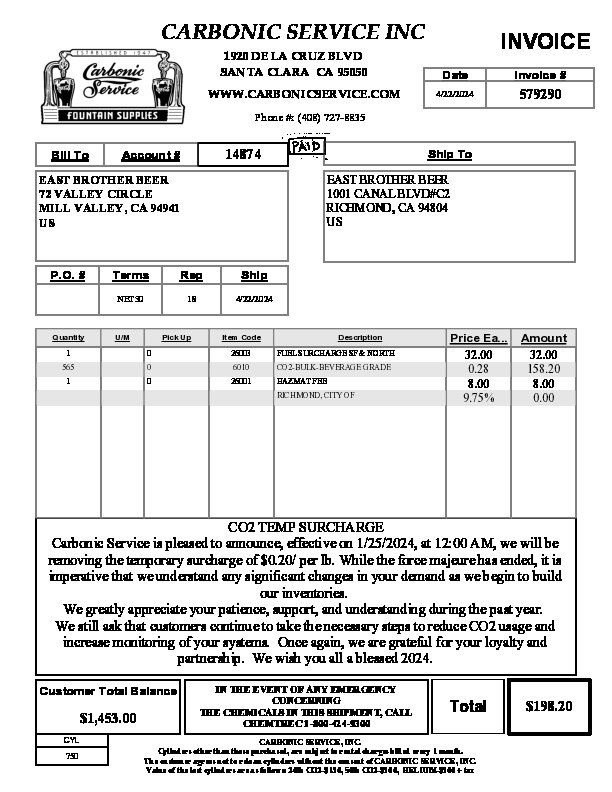 CARBONIC SERVICE INC
1920 DE LA CRUZ BLVD
SANTA CLARA CA 95050
WWW.CARBONICSERVICE.COM
Phone #: (408) 727-8835
ESTABLISHED 1947
Carbonic
Service
FOUNTAIN SUPPLIES
INVOICE
Date Invoice #
4/22/2024 579290
Bill To Account # 14874
PAID
Ship To
EAST BROTHER BEER
72 VALLEY CIRCLE
MILL VALLEY, CA 94941
US
EAST BROTHER BEER
1001 CANAL BLVD#C2
RICHMOND, CA 94804
US
P.O. # Terms Rep Ship
NET30 18 4/22/2024
Quantity U/M Pick Up Item Code Description Price Ea... Amount
1 0 26003 FUEL SURCHARGE SF & NORTH 32.00 32.00
565 0 6010 CO2-BULK-BEVERAGE GRADE 0.28 158.20
1 0 26001 HAZMAT FEE 8.00 8.00
RICHMOND, CITY OF 9.75% 0.00
CO2 TEMP SURCHARGE
Carbonic Service is pleased to announce, effective on 1/25/2024, at 12:00 AM, we will be
removing the temporary surcharge of $0.20/ per lb. While the force majeure has ended, it is
imperative that we understand any significant changes in your demand as we begin to build
our inventories.
We greatly appreciate your patience, support, and understanding during the past year.
We still ask that customers continue to take the necessary steps to reduce CO2 usage and
increase monitoring of your systems. Once again, we are grateful for your loyalty and
partnership. We wish you all a blessed 2024.
Customer Total Balance
$1,453.00
IN THE EVENT OF ANY EMERGENCY
CONCERNING
THE CHEMICALS IN THIS SHIPMENT, CALL
CHEMTREC 1-800-424-9300
Total $198.20
CYL
750
CARBONIC SERVICE, INC.
Cylinders other than those purchased, are subject to rental charge billed every 1 month.
The customer agrees not to clean cylinders without the consent of CARBONIC SERVICE, INC.
Value of the lost cylinders are as follows: 20lb CO2-$150, 50lb CO2-$300, HELIUM-$300 + tax